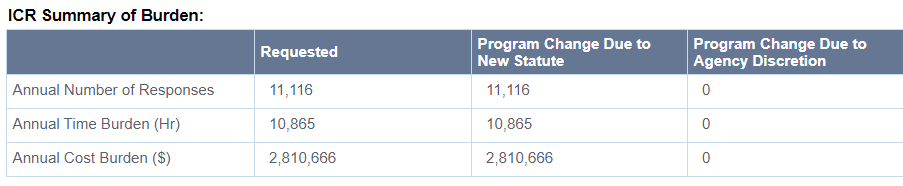 ICR Summary of Burden:
Requested
Program Change Due to
New Statute
Program Change Due to
Agency Discretion
Annual Number of Responses 11,116 11,116 0
Annual Time Burden (Hr) 10,865 10,865 0
Annual Cost Burden ($) 2,810,666 2,810,666 0